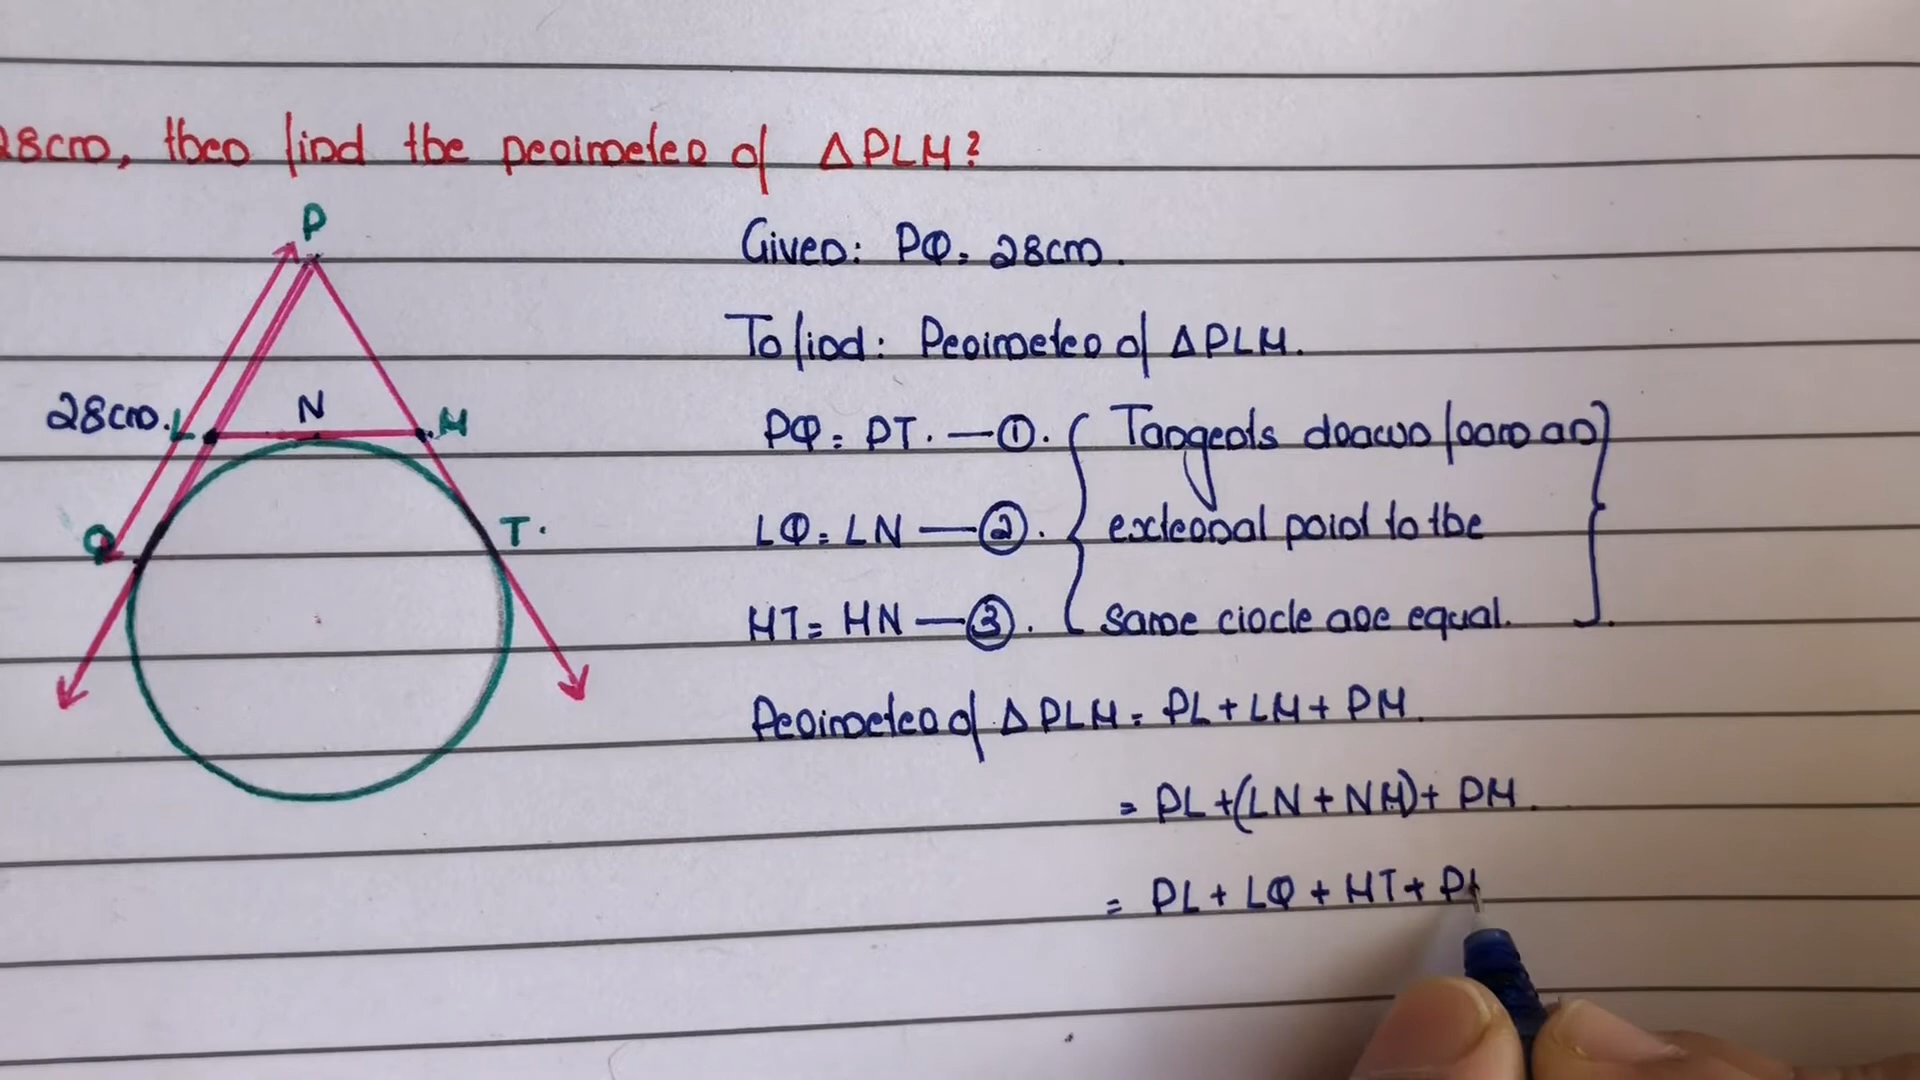 28cm, then find the perimeter of ΔPLM?
P
Given: PQ = 28cm.
To find: Perimeter of ΔPLM.
28cm. L N M
PQ = PT. — ①. { Tangents drawn from an }
Q T.
LQ = LN — ②. external point to the
MT = MN — ③. same circle are equal.
Perimeter of ΔPLM = PL + LM + PM.
= PL + (LN + NM) + PM.
= PL + LQ + MT + P